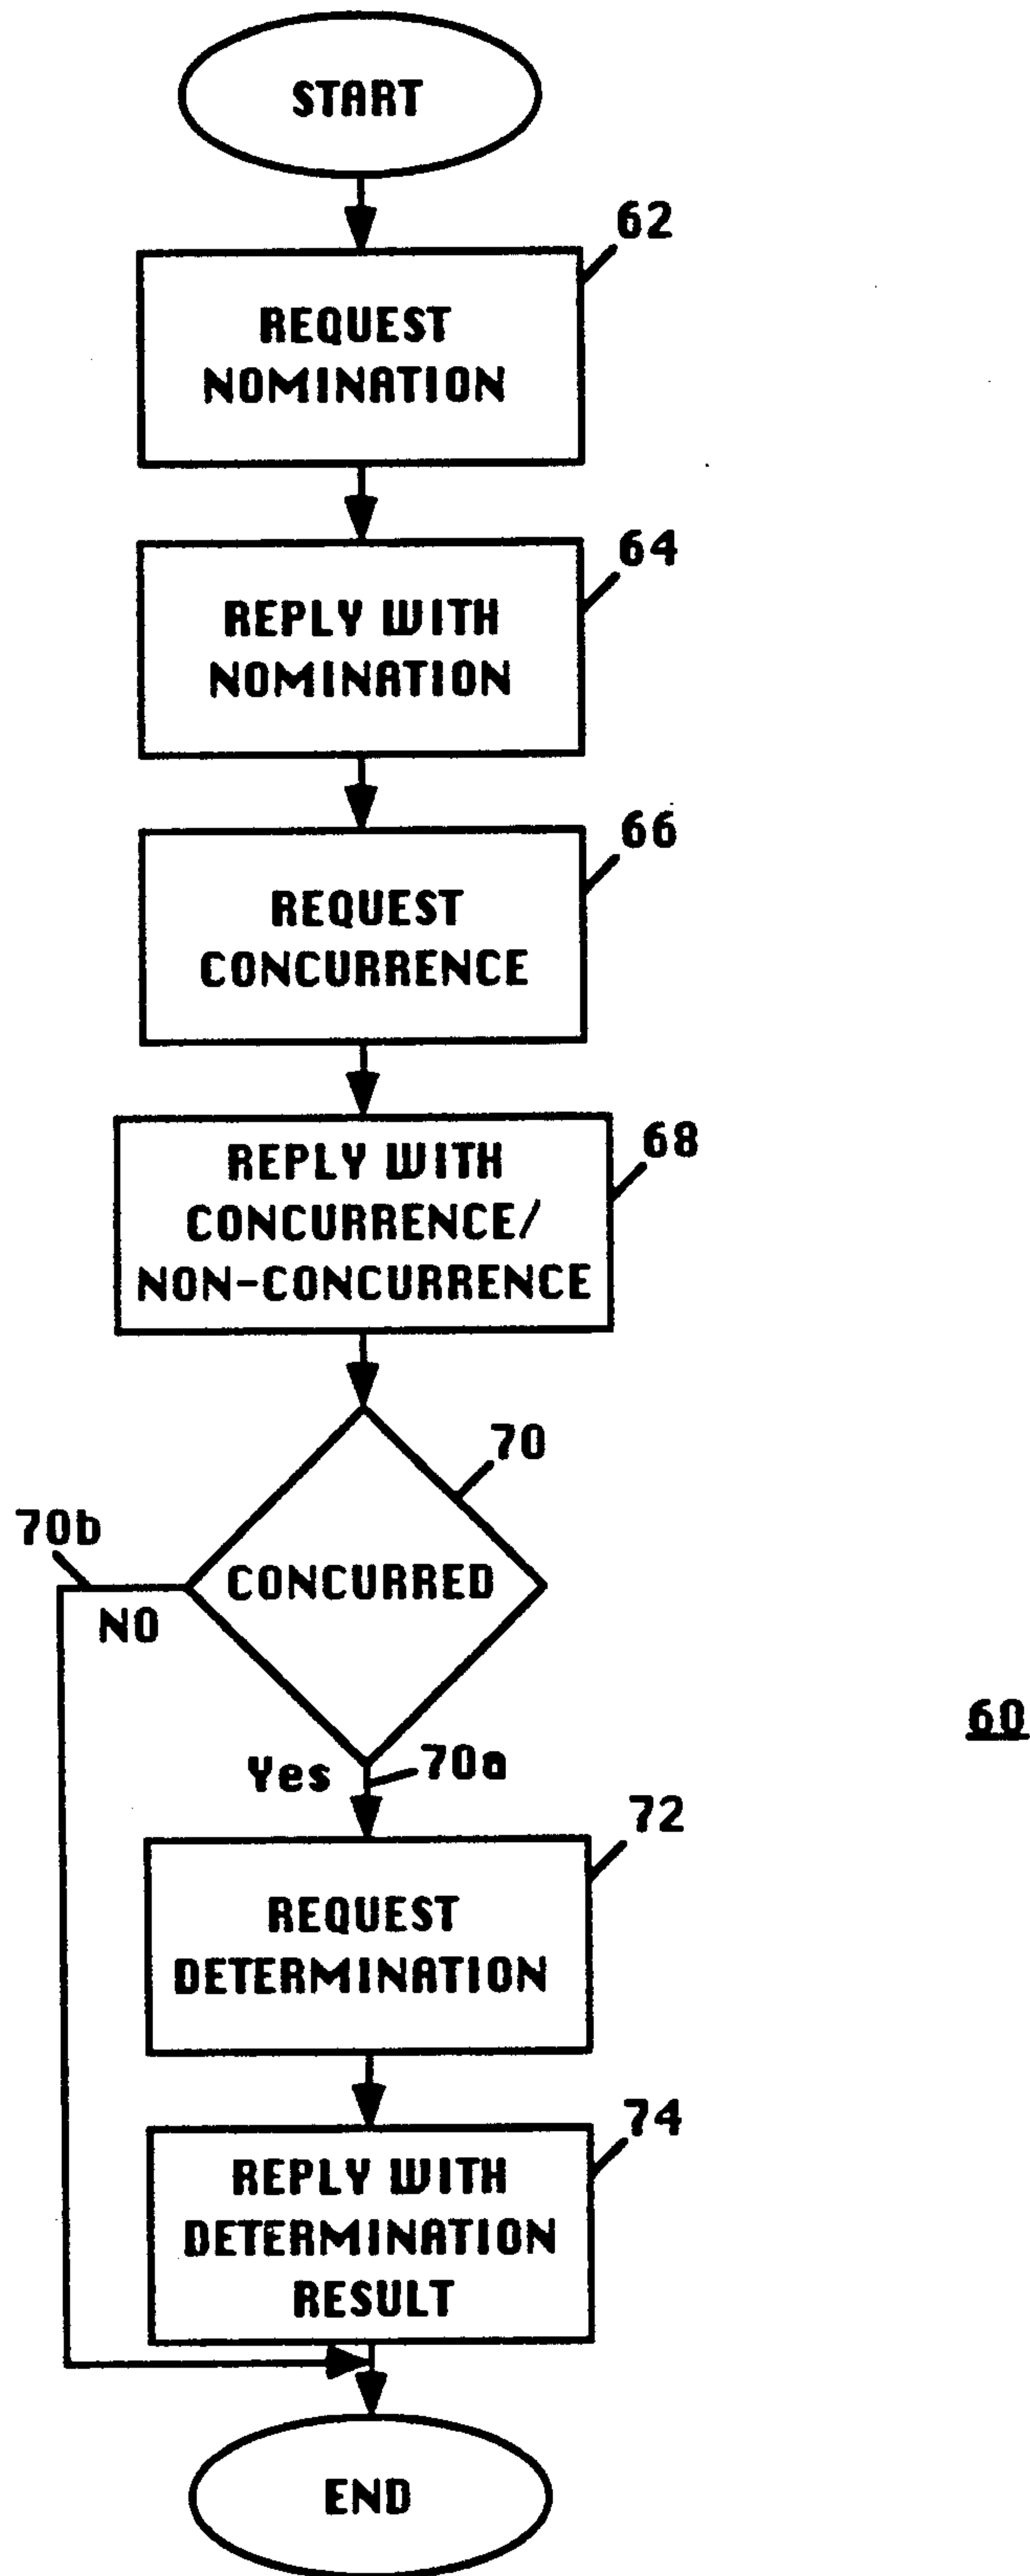 START
62
REQUEST
NOMINATION
64
REPLY WITH
NOMINATION
66
REQUEST
CONCURRENCE
68
REPLY WITH
CONCURRENCE/
NON-CONCURRENCE
70
70b
CONCURRED
NO
60
Yes
70a
72
REQUEST
DETERMINATION
74
REPLY WITH
DETERMINATION
RESULT
END